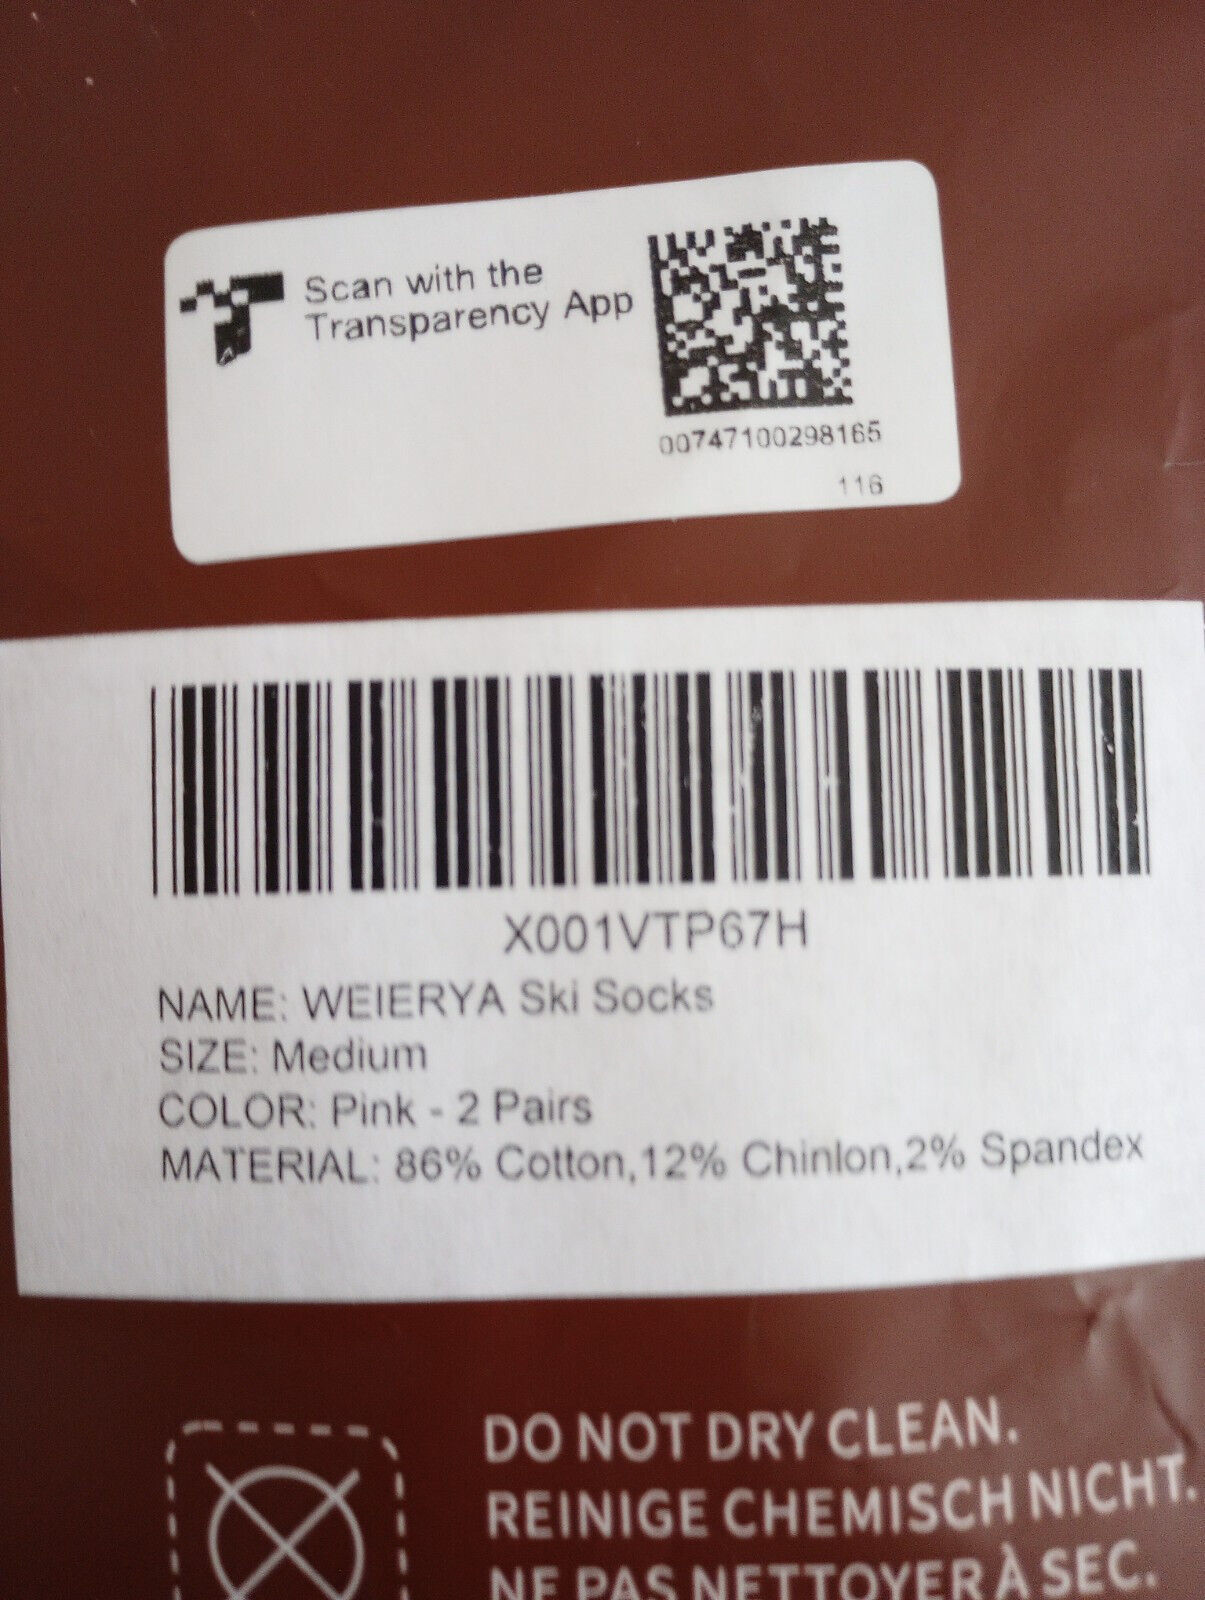 Scan with the
Transparency App
00747100298165
116
X001VTP67H
NAME: WEIERYA Ski Socks
SIZE: Medium
COLOR: Pink - 2 Pairs
MATERIAL: 86% Cotton,12% Chinlon,2% Spandex
DO NOT DRY CLEAN.
REINIGE CHEMISCH NICHT.
NE PAS NETTOYER À SEC.